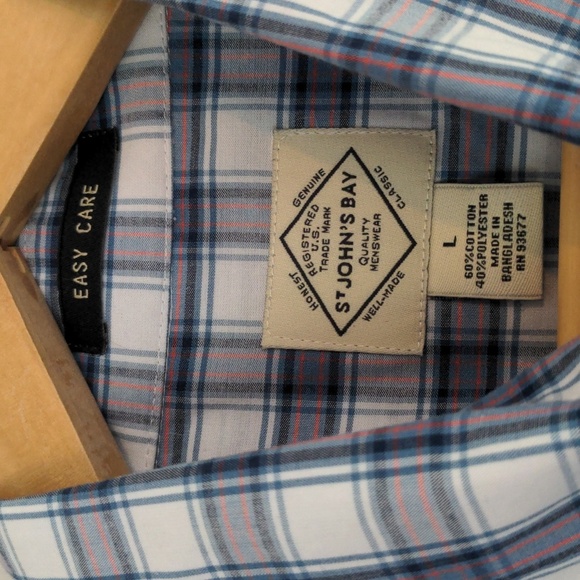 EASY CARE
GENUINE
CLASSIC
REGISTERED
U.S.
TRADE MARK
ST JOHN'S BAY
QUALITY
MENSWEAR
HONEST
WELL-MADE
L
60%COTTON
40%POLYESTER
MADE IN
BANGLADESH
RN 93677